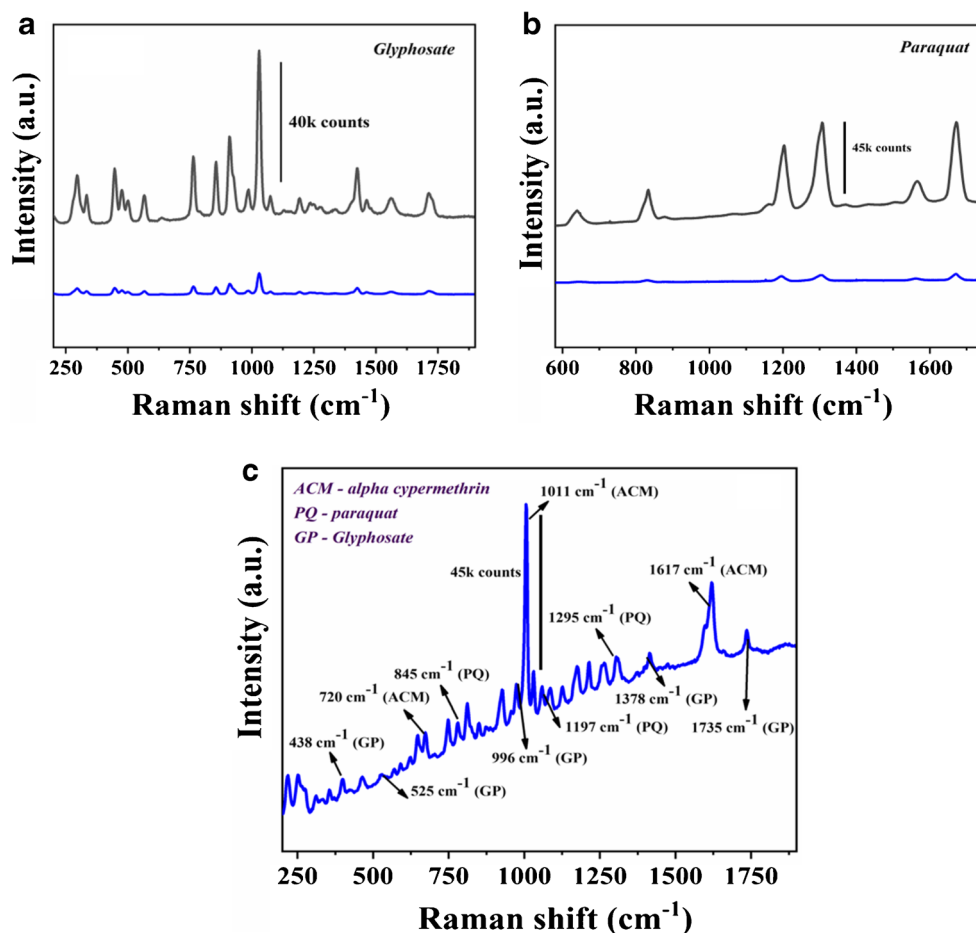 a
Glyphosate
40k counts
Intensity (a.u.)
250 500 750 1000 1250 1500 1750
Raman shift (cm-1)
b
Paraquat
45k counts
Intensity (a.u.)
600 800 1000 1200 1400 1600
Raman shift (cm-1)
c
ACM - alpha cypermethrin
PQ - paraquat
GP - Glyphosate
1011 cm-1 (ACM)
45k counts
1617 cm-1 (ACM)
1295 cm-1 (PQ)
845 cm-1 (PQ)
720 cm-1 (ACM)
1378 cm-1 (GP)
1197 cm-1 (PQ)
1735 cm-1 (GP)
438 cm-1 (GP)
996 cm-1 (GP)
525 cm-1 (GP)
Intensity (a.u.)
250 500 750 1000 1250 1500 1750
Raman shift (cm-1)